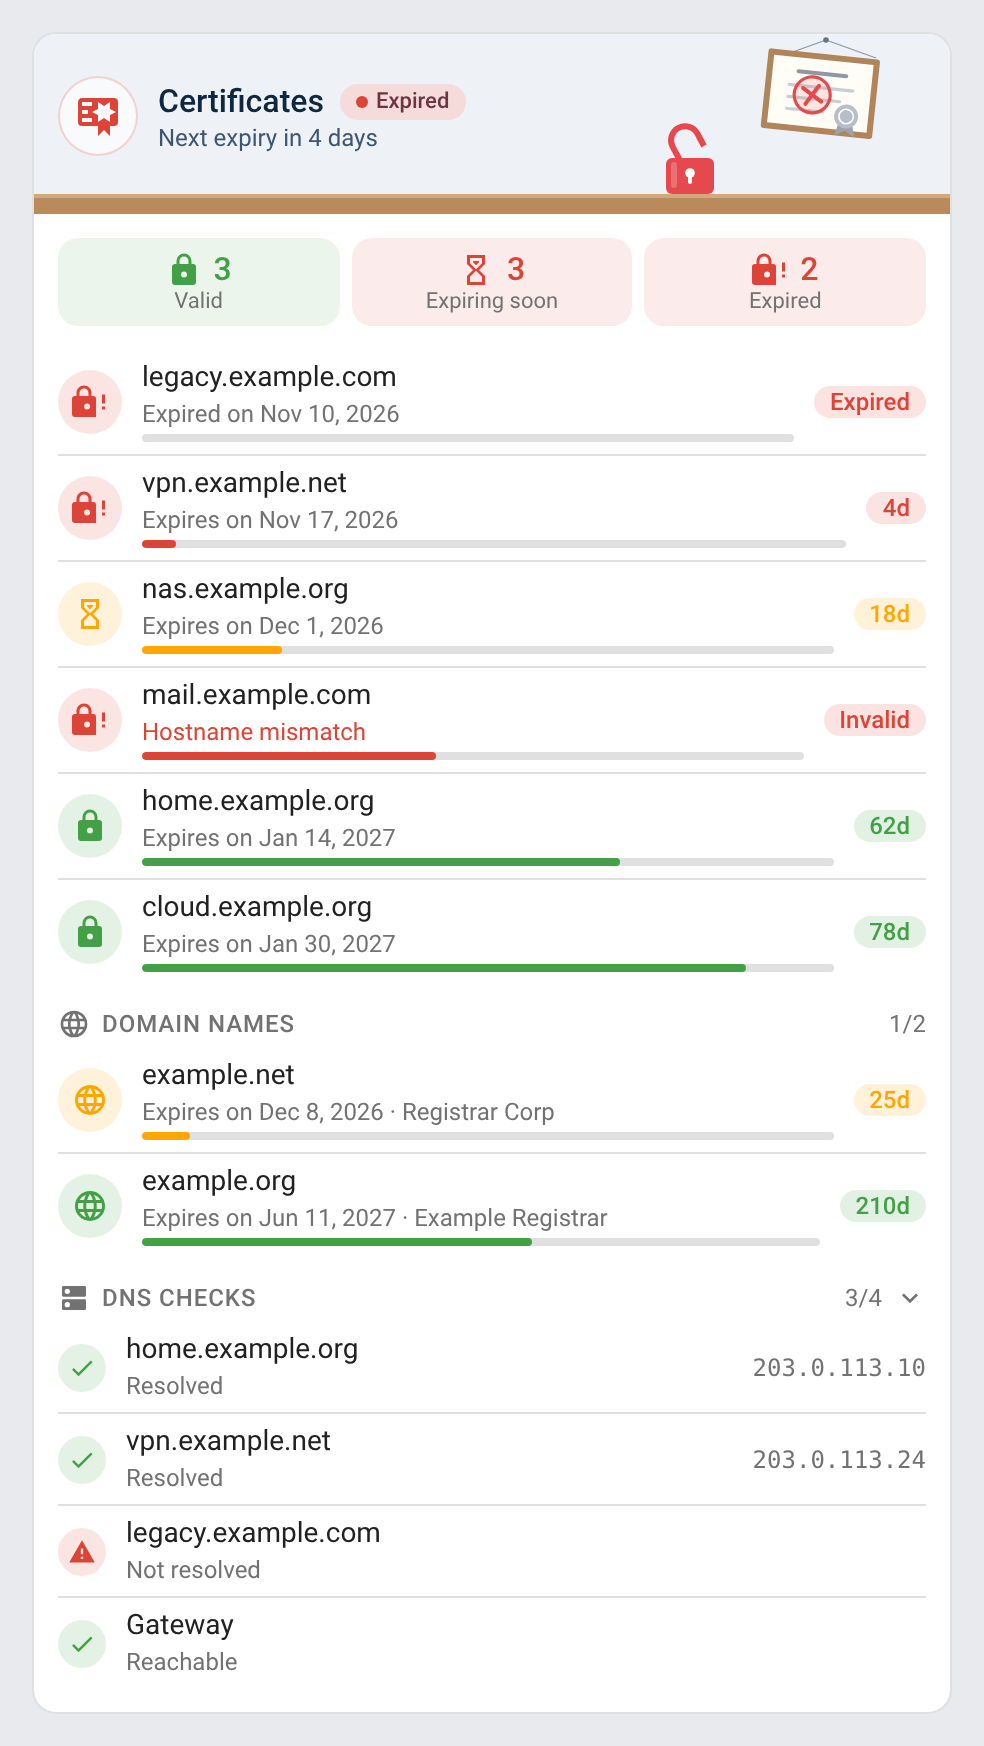 Certificates
Expired
Next expiry in 4 days
3
Valid
3
Expiring soon
2
Expired
legacy.example.com
Expired on Nov 10, 2026
Expired
vpn.example.net
Expires on Nov 17, 2026
4d
nas.example.org
Expires on Dec 1, 2026
18d
mail.example.com
Hostname mismatch
Invalid
home.example.org
Expires on Jan 14, 2027
62d
cloud.example.org
Expires on Jan 30, 2027
78d
DOMAIN NAMES
1/2
example.net
Expires on Dec 8, 2026 · Registrar Corp
25d
example.org
Expires on Jun 11, 2027 · Example Registrar
210d
DNS CHECKS
3/4
home.example.org
Resolved
203.0.113.10
vpn.example.net
Resolved
203.0.113.24
legacy.example.com
Not resolved
Gateway
Reachable